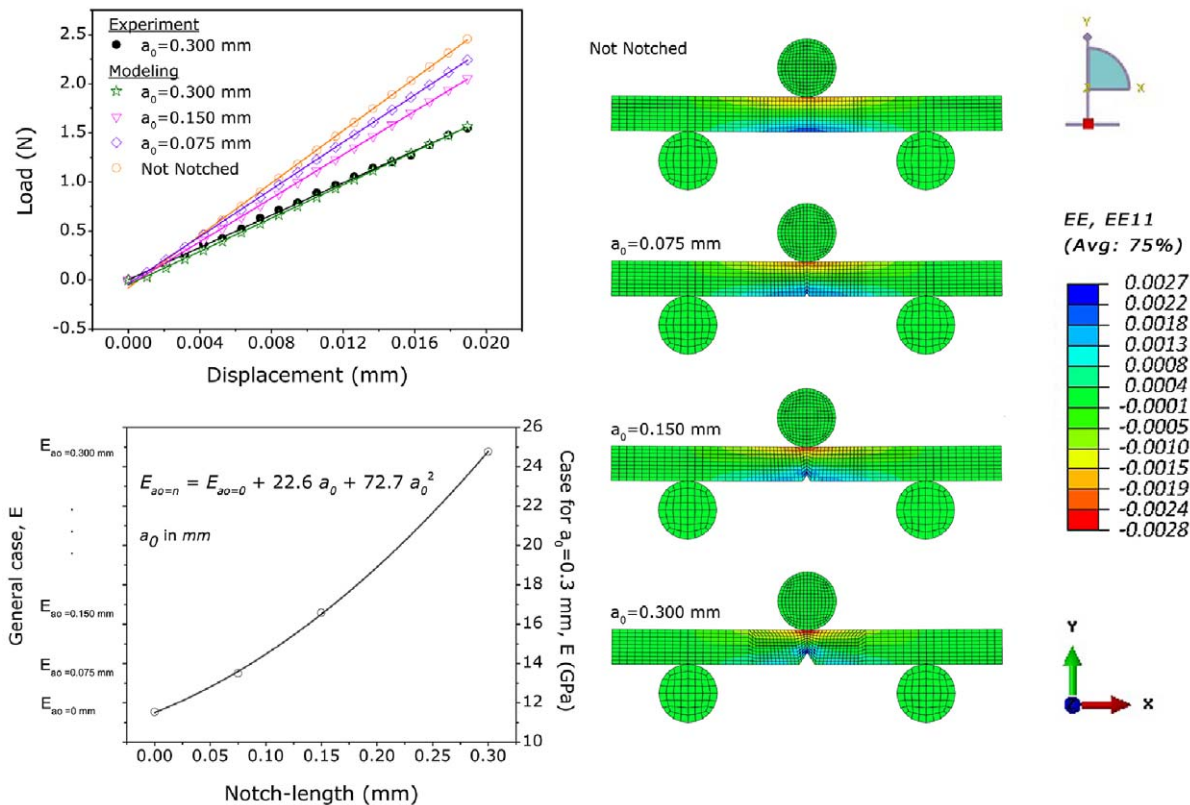 Experiment
a₀=0.300 mm
Modeling
a₀=0.300 mm
a₀=0.150 mm
a₀=0.075 mm
Not Notched
2.5
2.0
1.5
1.0
0.5
0.0
-0.5
Load (N)
0.000
0.004
0.008
0.012
0.016
0.020
Displacement (mm)
E ao =0.300 mm
E ao =0.150 mm
E ao =0.075 mm
E ao =0 mm
General case, E
E ao=n = E ao=0 + 22.6 a₀ + 72.7 a₀²
a₀ in mm
26
24
22
20
18
16
14
12
10
Case for a₀=0.3 mm, E (GPa)
0.00
0.05
0.10
0.15
0.20
0.25
0.30
Notch-length (mm)
Not Notched
a₀=0.075 mm
a₀=0.150 mm
a₀=0.300 mm
Y
X
Z
EE, EE11
(Avg: 75%)
0.0027
0.0022
0.0018
0.0013
0.0008
0.0004
-0.0001
-0.0005
-0.0010
-0.0015
-0.0019
-0.0024
-0.0028
Y
X